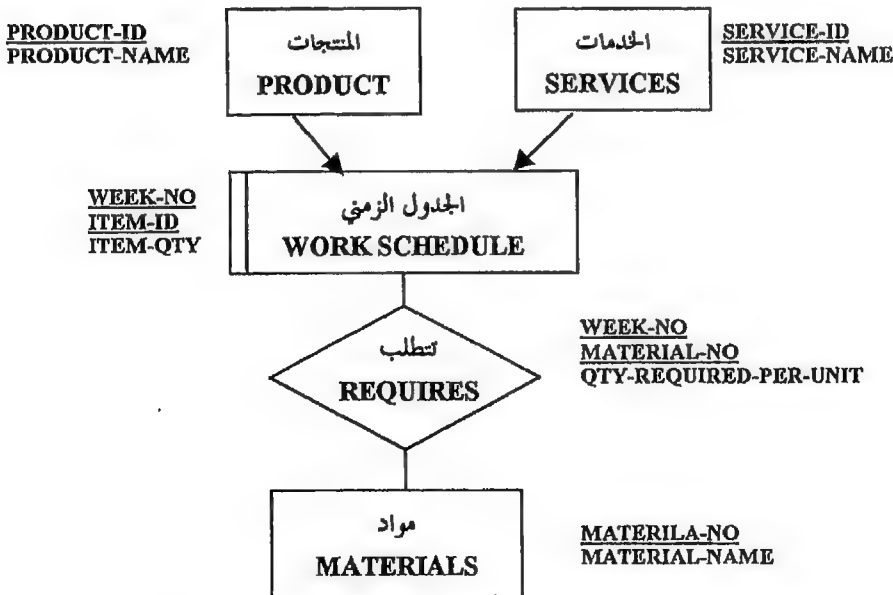 PRODUCT-ID
PRODUCT-NAME
المنتجات
PRODUCT
الخدمات
SERVICES
SERVICE-ID
SERVICE-NAME
WEEK-NO
ITEM-ID
ITEM-QTY
الجدول الزمني
WORK SCHEDULE
تتطلب
REQUIRES
WEEK-NO
MATERIAL-NO
QTY-REQUIRED-PER-UNIT
مواد
MATERIALS
MATERILA-NO
MATERIAL-NAME